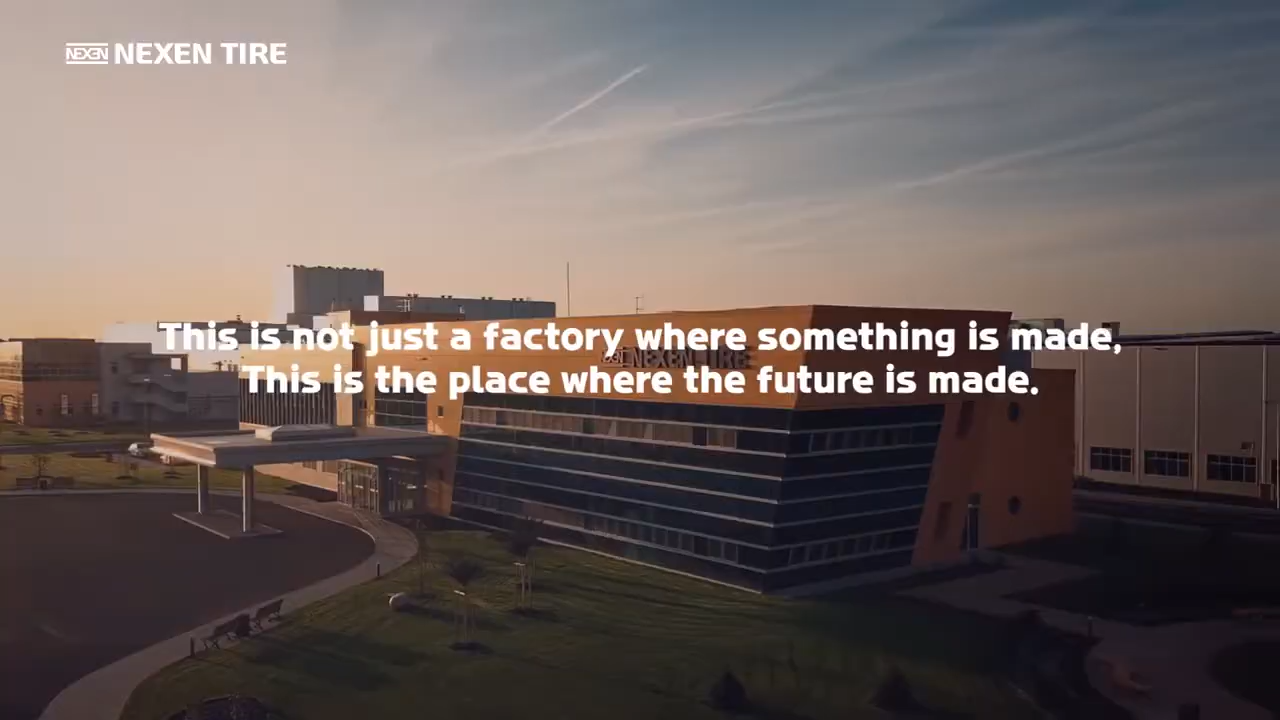 NEXEN NEXEN TIRE
This is not just a factory where something is made,
NEXEN TIRE
This is the place where the future is made.